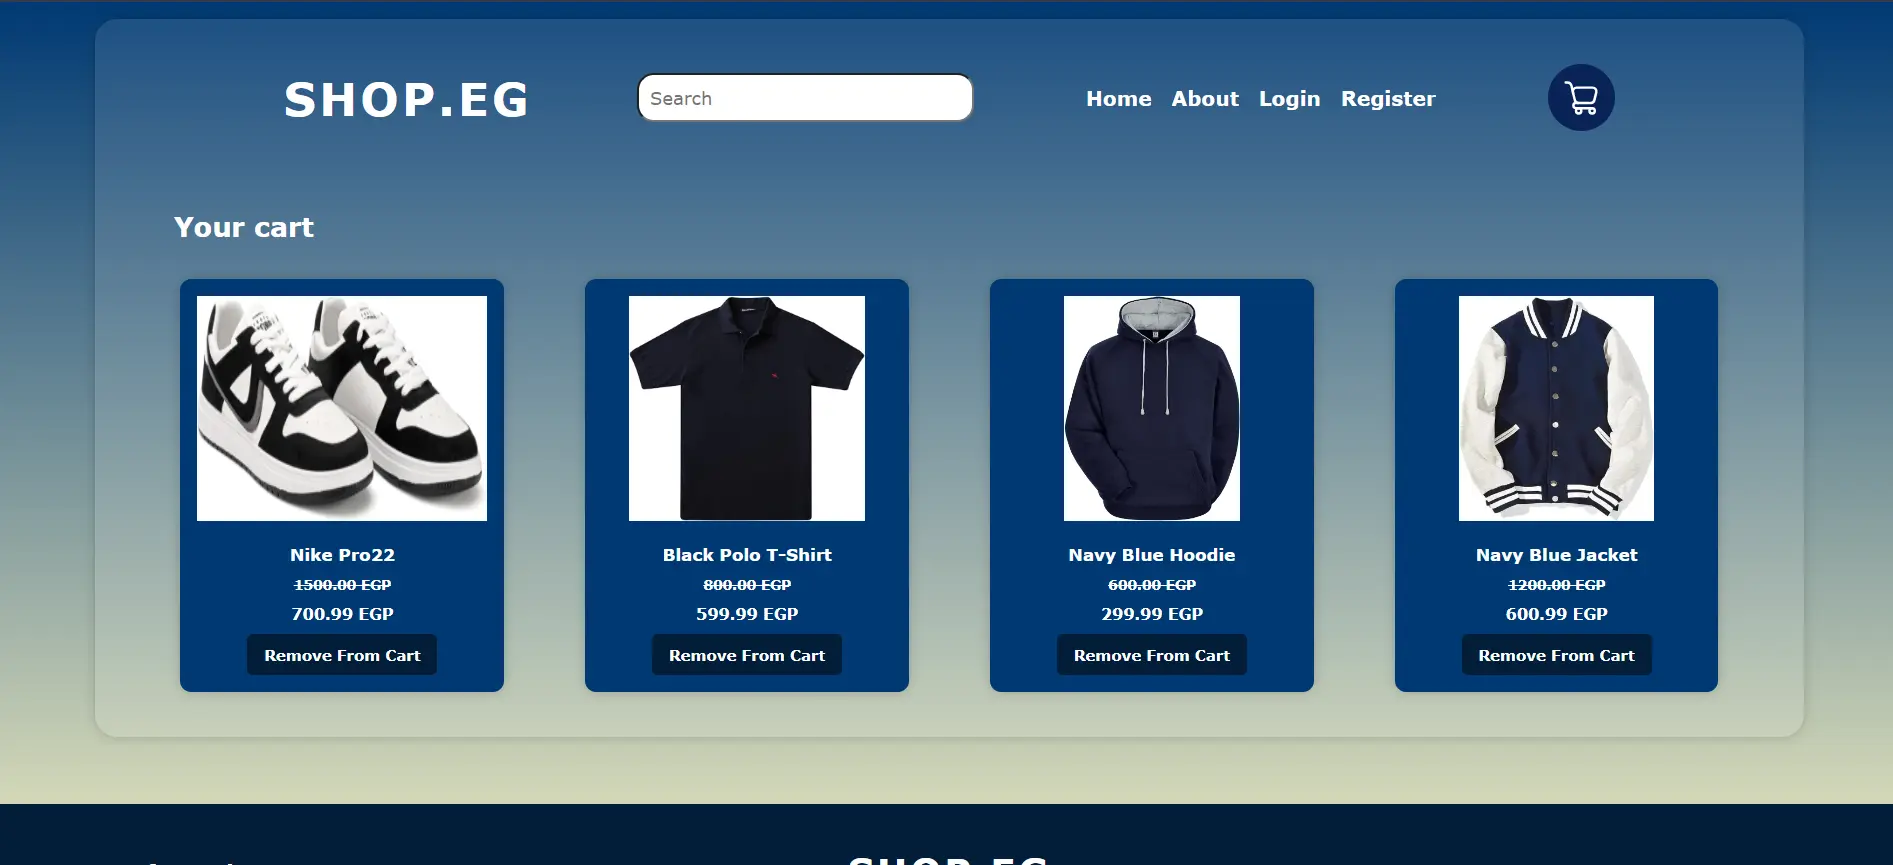 SHOP.EG
Search
Home About Login Register
Your cart
Nike Pro22
1500.00 EGP
700.99 EGP
Remove From Cart
Black Polo T-Shirt
800.00 EGP
599.99 EGP
Remove From Cart
Navy Blue Hoodie
600.00 EGP
299.99 EGP
Remove From Cart
Navy Blue Jacket
1200.00 EGP
600.99 EGP
Remove From Cart
SHOP.EG